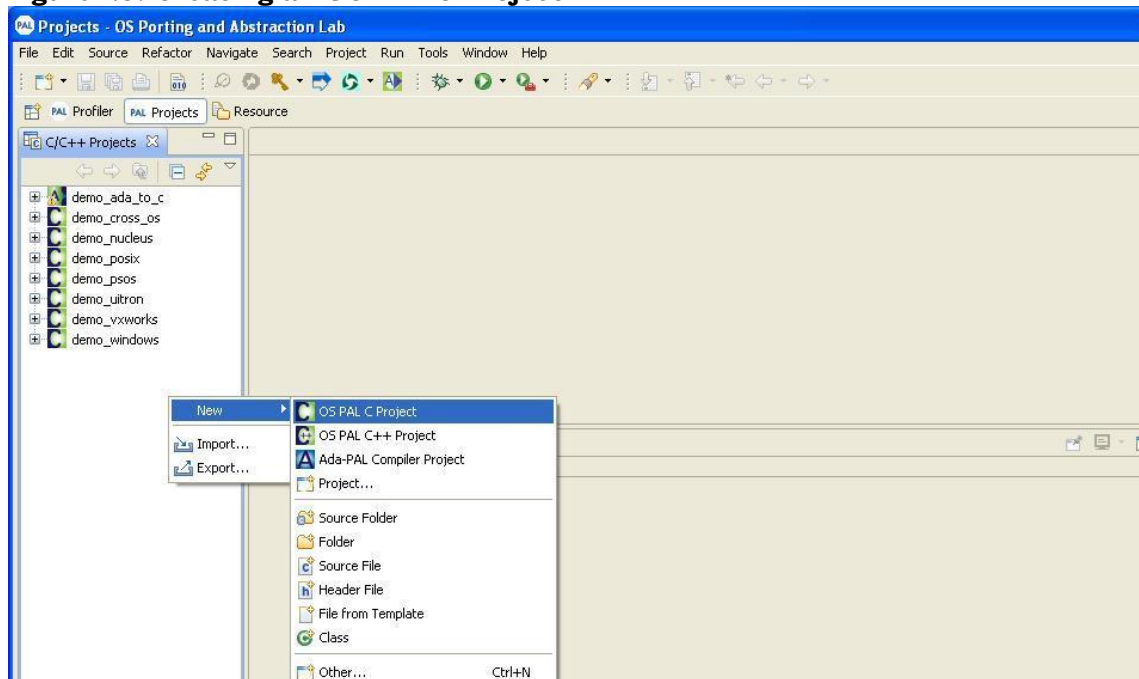 PAL Projects - OS Porting and Abstraction Lab
File Edit Source Refactor Navigate Search Project Run Tools Window Help
010
PAL Profiler PAL Projects Resource
C/C++ Projects
demo_ada_to_c
demo_cross_os
demo_nucleus
demo_posix
demo_psos
demo_uitron
demo_vxworks
demo_windows
New
Import...
Export...
OS PAL C Project
OS PAL C++ Project
Ada-PAL Compiler Project
Project...
Source Folder
Folder
Source File
Header File
File from Template
Class
Other... Ctrl+N